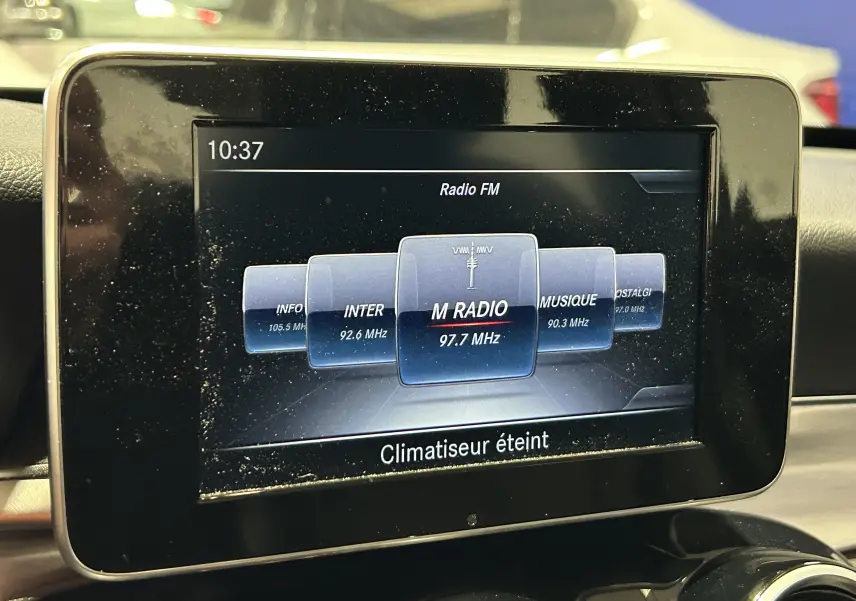 10:37
Radio FM
INFO
105.5 MH
INTER
92.6 MHz
M RADIO
97.7 MHz
MUSIQUE
90.3 MHz
OSTALGI
97.0 MHz
Climatiseur éteint